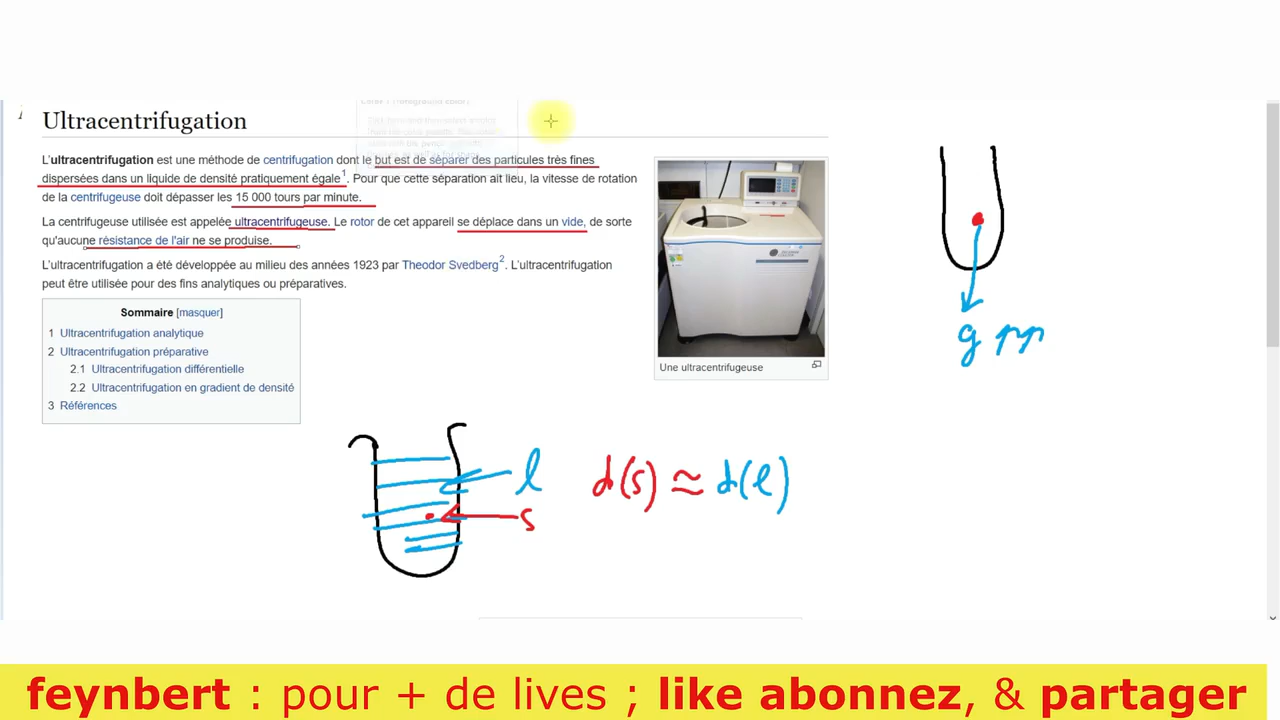 Ultracentrifugation
L'ultracentrifugation est une méthode de centrifugation dont le but est de séparer des particules très fines
dispersées dans un liquide de densité pratiquement égale1. Pour que cette séparation ait lieu, la vitesse de rotation
de la centrifugeuse doit dépasser les 15 000 tours par minute.
La centrifugeuse utilisée est appelée ultracentrifugeuse. Le rotor de cet appareil se déplace dans un vide, de sorte
qu'aucune résistance de l'air ne se produise.
L'ultracentrifugation a été développée au milieu des années 1923 par Theodor Svedberg2. L'ultracentrifugation
peut être utilisée pour des fins analytiques ou préparatives.
Sommaire [masquer]
1 Ultracentrifugation analytique
2 Ultracentrifugation préparative
2.1 Ultracentrifugation différentielle
2.2 Ultracentrifugation en gradient de densité
3 Références
Une ultracentrifugeuse
g
l
s
d(s) ≈ d(l)
feynbert : pour + de lives ; like abonnez, & partager